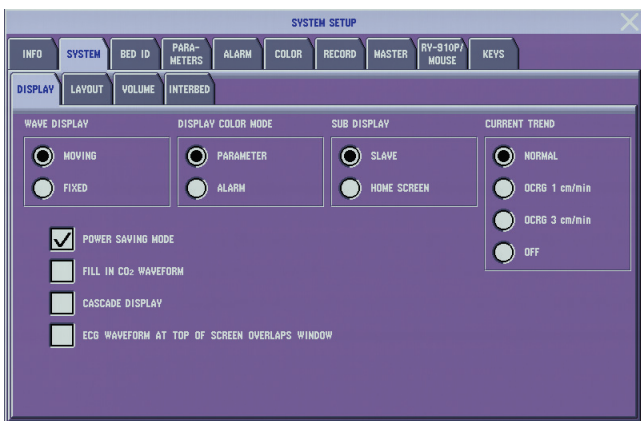 SYSTEM SETUP
INFO SYSTEM BED ID PARA-METERS ALARM COLOR RECORD MASTER RY-910P/MOUSE KEYS
DISPLAY LAYOUT VOLUME INTERBED
WAVE DISPLAY DISPLAY COLOR MODE SUB DISPLAY CURRENT TREND
MOVING PARAMETER SLAVE NORMAL
FIXED ALARM HOME SCREEN OCRG 1 cm/min
OCRG 3 cm/min
POWER SAVING MODE OFF
FILL IN CO₂ WAVEFORM
CASCADE DISPLAY
ECG WAVEFORM AT TOP OF SCREEN OVERLAPS WINDOW